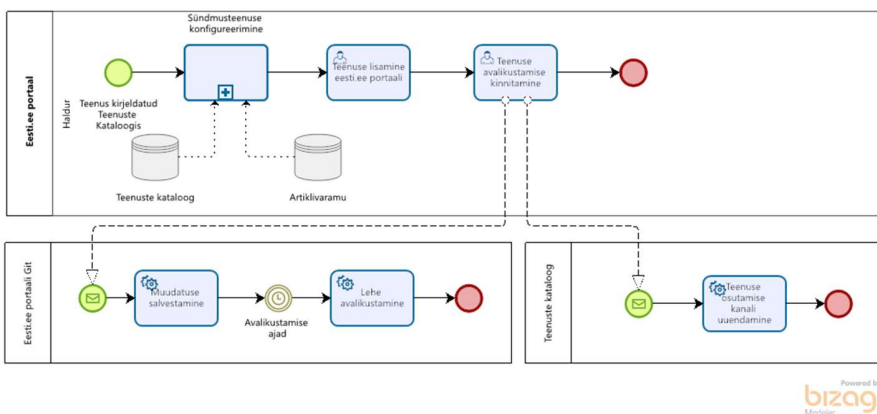 Eesti.ee portaal
Haldur
Sündmusteenuse
konfigureerimine
Teenus kirjeldatud
Teenuste
Kataloogis
Teenuse lisamine
eesti.ee portaali
Teenuse
avalikustamise
kinnitamine
Teenuste kataloog
Artiklivaramu
Eesti.ee portaali Git
Muudatuse
salvestamine
Avalikustamise
ajad
Lehe
avalikustamine
Teenuste kataloog
Teenuse
osutamise
kanali
uuendamine
Powered by
bizagi
Modeler